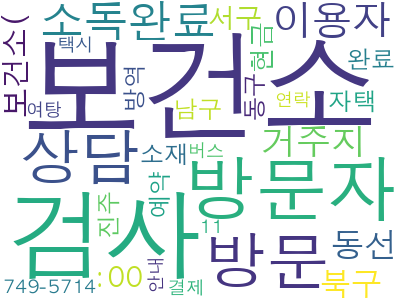 소독완료
서구
이용자
택시
보건소(
보건소
현금
완료
여탕
방역
남구
동구
연락
자택
상담
소재
버스
거주지
검사
방문자
진주
예약
11
방문
동선
749-5714
:00
안내
결제
북구